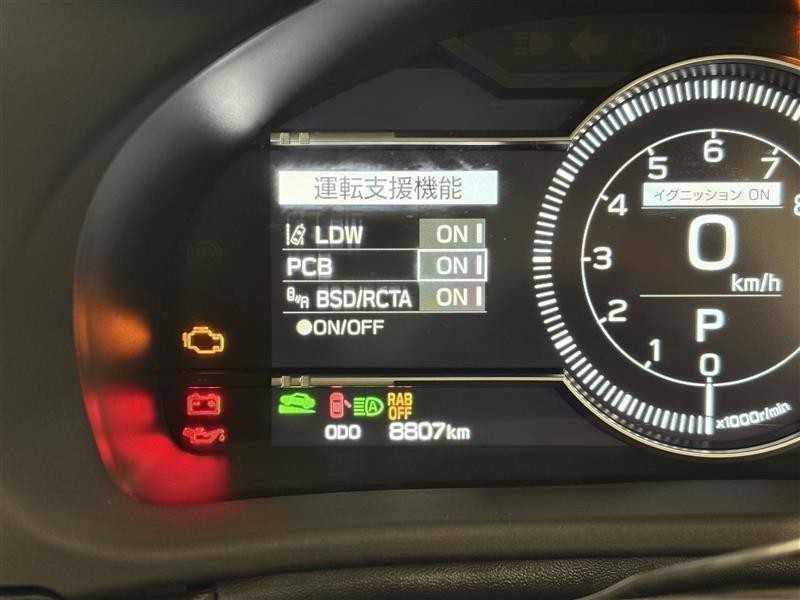 運転支援機能
LDW ON
PCB ON
BSD/RCTA ON
●ON/OFF
イグニッション ON
0
km/h
P
0
1
2
3
4
5
6
7
8
x1000r/min
A
RAB
OFF
ODO 8807km